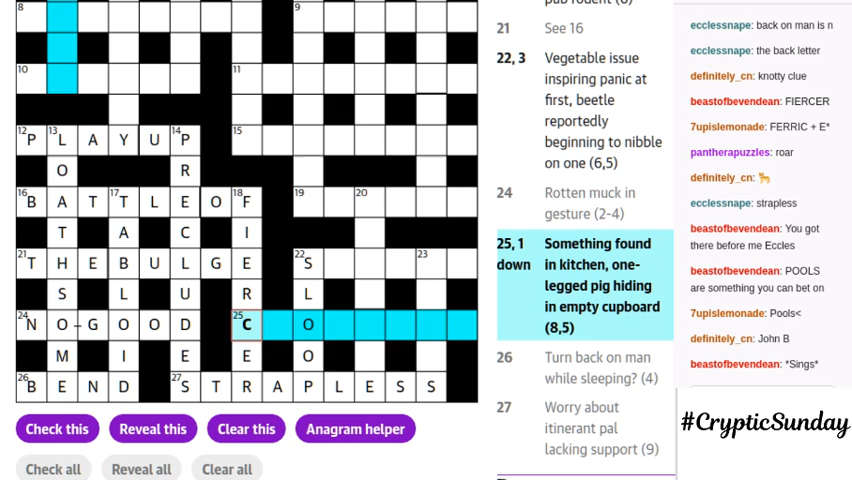 8
9
10
11
12 P 13 L A Y U 14 P
15
O R
16 B A T 17 T L E O 18 F
19
20
T A C I
21 T H E B U L G E
22 S
23
S L U R L
24 N O - G O O D
25 C O
M I E E O
26 B E N D
27 S T R A P L E S S
Check this
Reveal this
Clear this
Anagram helper
Check all
Reveal all
Clear all
21 See 16
22, 3 Vegetable issue
inspiring panic at
first, beetle
reportedly
beginning to nibble
on one (6,5)
24 Rotten muck in
gesture (2-4)
25, 1 Something found
down in kitchen, one-
legged pig hiding
in empty cupboard
(8,5)
26 Turn back on man
while sleeping? (4)
27 Worry about
itinerant pal
lacking support (9)
ecclessnape: back on man is n
ecclessnape: the back letter
definitely_cn: knotty clue
beastofbevendean: FIERCER
7upislemonade: FERRIC + E*
pantherapuzzles: roar
definitely_cn: 🐆
ecclessnape: strapless
beastofbevendean: You got
there before me Eccles
beastofbevendean: POOLS
are something you can bet on
7upislemonade: Pools<
definitely_cn: John B
beastofbevendean: *Sings*
#CrypticSunday